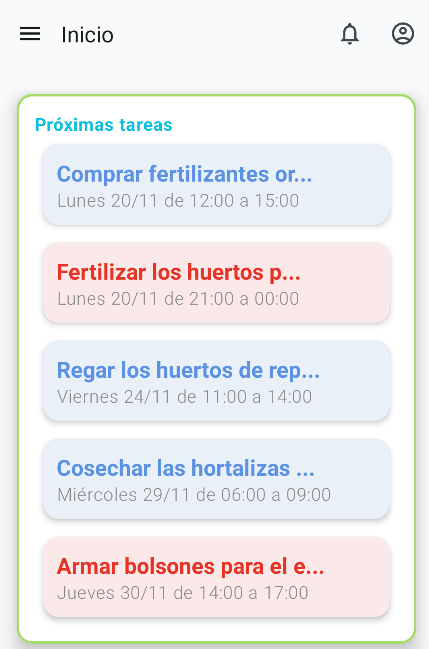 Inicio
Próximas tareas
Comprar fertilizantes or...
Lunes 20/11 de 12:00 a 15:00
Fertilizar los huertos p...
Lunes 20/11 de 21:00 a 00:00
Regar los huertos de rep...
Viernes 24/11 de 11:00 a 14:00
Cosechar las hortalizas ...
Miércoles 29/11 de 06:00 a 09:00
Armar bolsones para el e...
Jueves 30/11 de 14:00 a 17:00